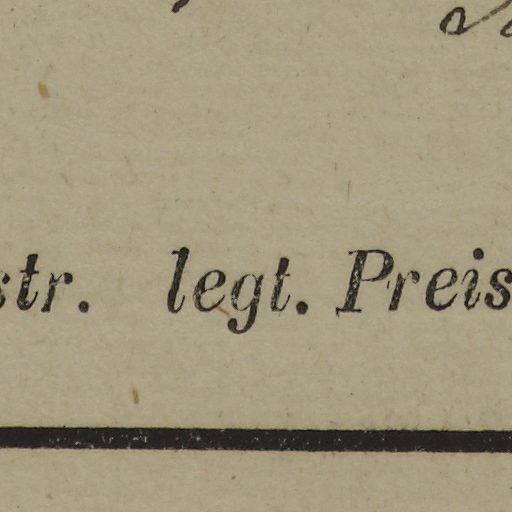 str. legt. Preis